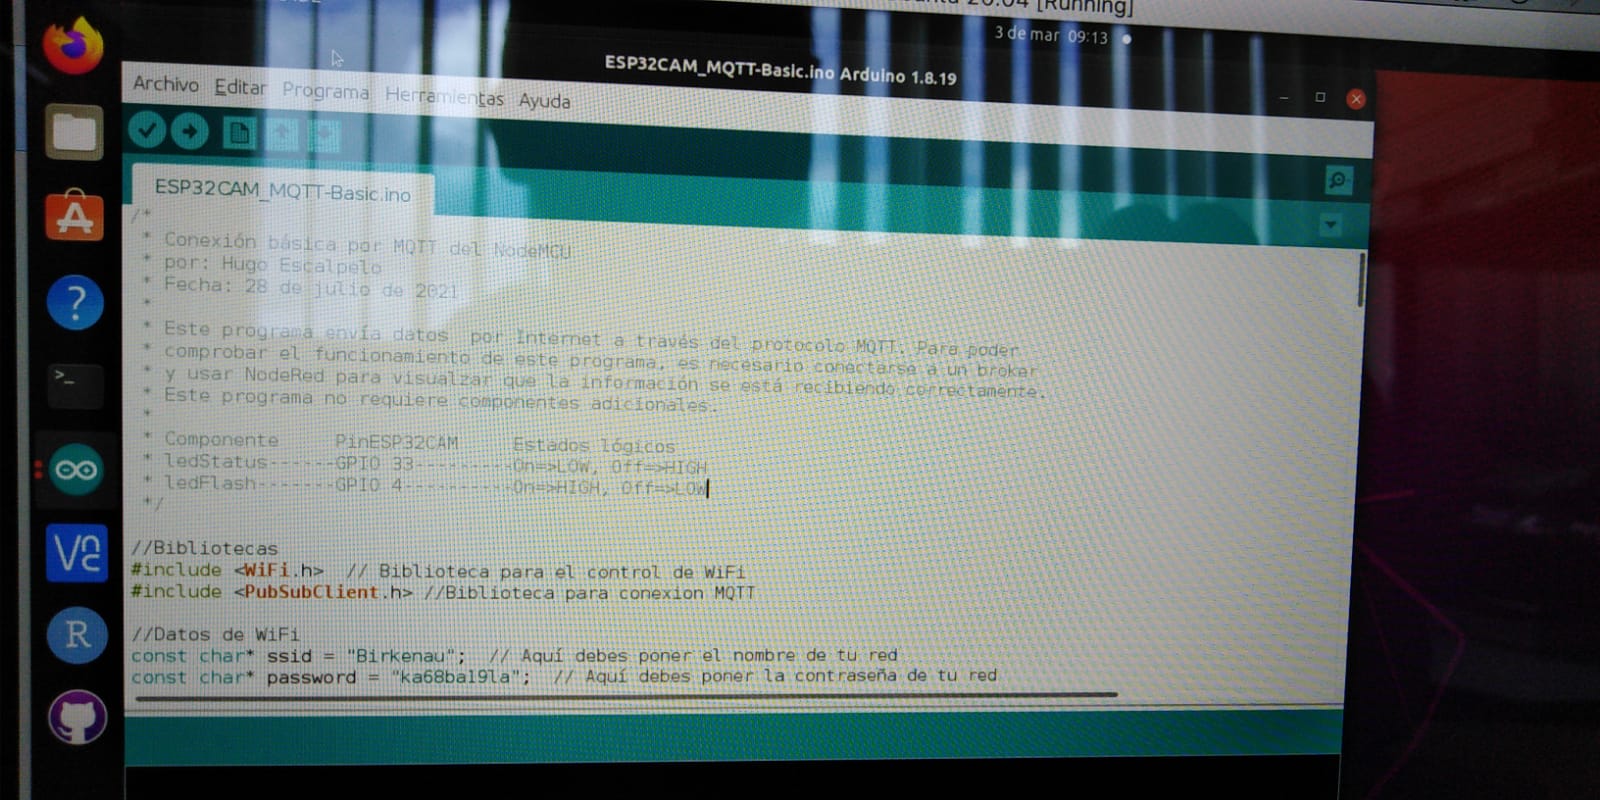 20.04 [Running]
3 de mar 09:13
ESP32CAM_MQTT-Basic.ino Arduino 1.8.19
Archivo Editar Programa Herramientas Ayuda
ESP32CAM_MQTT-Basic.ino
/*
* Conexión básica por MQTT del NodeMCU
* por: Hugo Escalpelo
* Fecha: 28 de julio de 2021
*
* Este programa envía datos  por Internet a través del protocolo MQTT. Para poder
* comprobar el funcionamiento de este programa, es necesario conectarse a un broker
* y usar NodeRed para visualzar que la información se está recibiendo correctamente.
* Este programa no requiere componentes adicionales.
*
* Componente     PinESP32CAM     Estados lógicos
* ledStatus------GPIO 33---------On=>LOW, Off=>HIGH
* ledFlash-------GPIO 4----------On=>HIGH, Off=>LOW
*/
//Bibliotecas
#include <WiFi.h>  // Biblioteca para el control de WiFi
#include <PubSubClient.h> //Biblioteca para conexion MQTT
//Datos de WiFi
const char* ssid = "Birkenau";  // Aquí debes poner el nombre de tu red
const char* password = "ka68ba19la";  // Aquí debes poner la contraseña de tu red
>_
V2
R